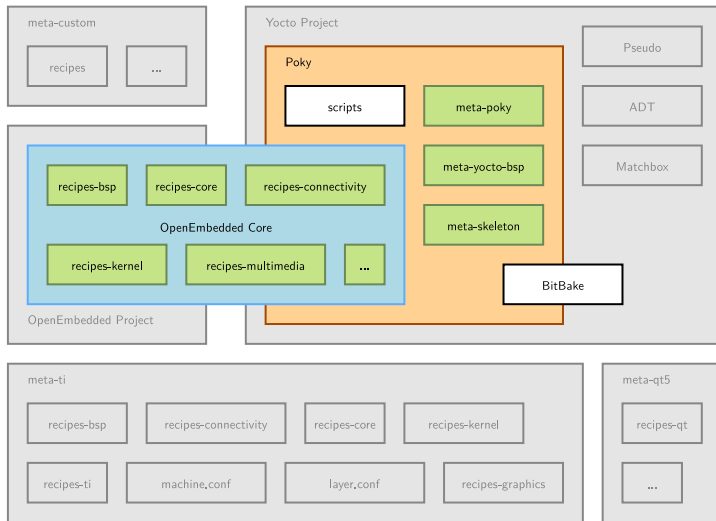 meta-custom
recipes
...
Yocto Project
Poky
scripts
meta-poky
meta-yocto-bsp
meta-skeleton
BitBake
Pseudo
ADT
Matchbox
recipes-bsp
recipes-core
recipes-connectivity
OpenEmbedded Core
recipes-kernel
recipes-multimedia
...
OpenEmbedded Project
meta-ti
recipes-bsp
recipes-connectivity
recipes-core
recipes-kernel
recipes-ti
machine.conf
layer.conf
recipes-graphics
meta-qt5
recipes-qt
...